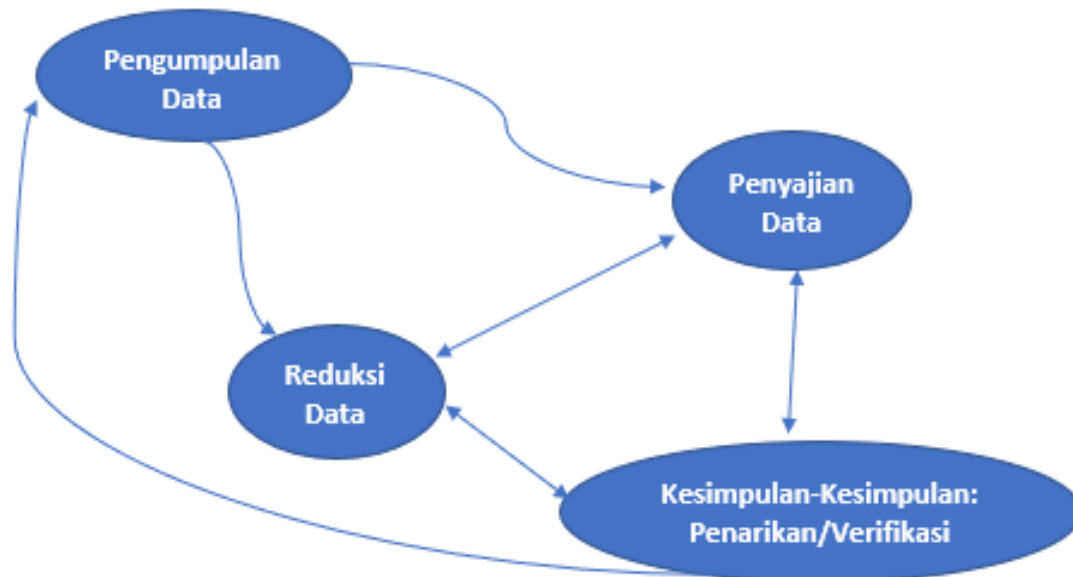 Pengumpulan
Data
Penyajian
Data
Reduksi
Data
Kesimpulan-Kesimpulan:
Penarikan/Verifikasi